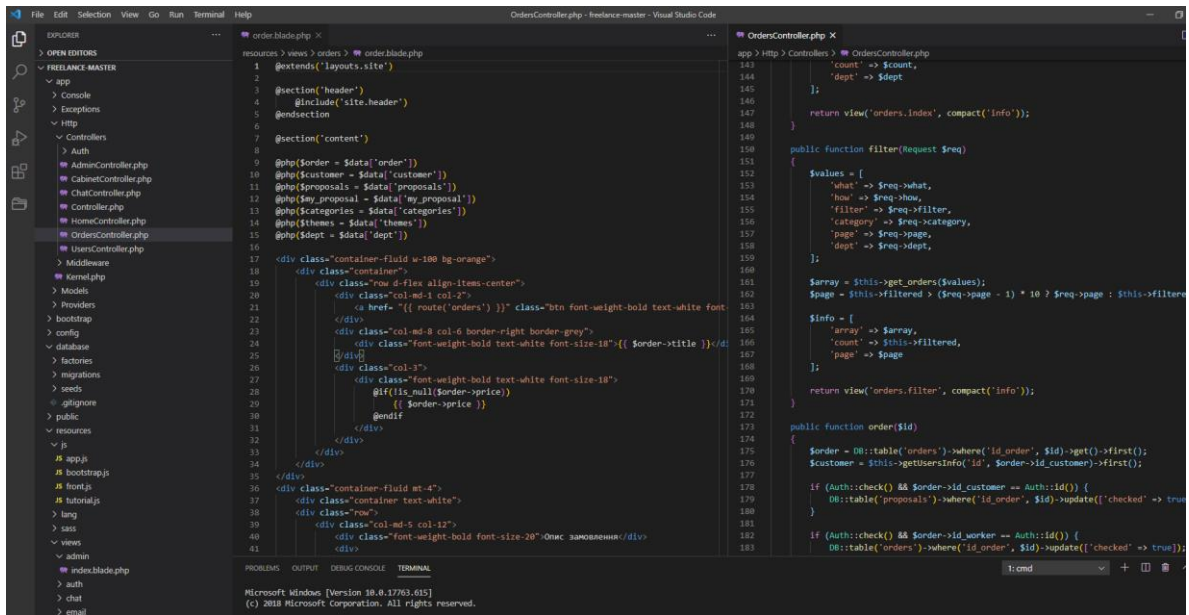 File Edit Selection View Go Run Terminal Help
OrdersController.php - freelance-master - Visual Studio Code
EXPLORER
OPEN EDITORS
FREELANCE-MASTER
app
Console
Exceptions
Http
Controllers
Auth
AdminController.php
CabinetController.php
ChatController.php
Controller.php
HomeController.php
OrdersController.php
UsersController.php
Middleware
Kernel.php
Models
Providers
bootstrap
config
database
factories
migrations
seeds
.gitignore
public
resources
js
JS app.js
JS bootstrap.js
JS front.js
JS tutorial.js
lang
sass
views
admin
index.blade.php
auth
chat
email
order.blade.php
resources > views > orders > order.blade.php
1 @extends('layouts.site')
2
3 @section('header')
4 @include('site.header')
5 @endsection
6
7 @section('content')
8
9 @php($order = $data['order'])
10 @php($customer = $data['customer'])
11 @php($proposals = $data['proposals'])
12 @php($my_proposal = $data['my_proposal'])
13 @php($categories = $data['categories'])
14 @php($themes = $data['themes'])
15 @php($dept = $data['dept'])
16
17 <div class="container-fluid w-100 bg-orange">
18 <div class="container">
19 <div class="row d-flex align-items-center">
20 <div class="col-md-1 col-2">
21 <a href= "{{ route('orders') }}" class="btn font-weight-bold text-white font-
22 </div>
23 <div class="col-md-8 col-6 border-right border-grey">
24 <div class="font-weight-bold text-white font-size-18">{{ $order->title }}</di
25 </div>
26 <div class="col-3">
27 <div class="font-weight-bold text-white font-size-18">
28 @if(!is_null($order->price))
29 {{ $order->price }}
30 @endif
31 </div>
32 </div>
33 </div>
34 </div>
35 </div>
36 <div class="container-fluid mt-4">
37 <div class="container text-white">
38 <div class="row">
39 <div class="col-md-5 col-12">
40 <div class="font-weight-bold font-size-20">Опис замовлення</div>
41 <div>
OrdersController.php
app > Http > Controllers > OrdersController.php
143 'count' => $count,
144 'dept' => $dept
145 ];
146
147 return view('orders.index', compact('info'));
148 }
149
150 public function filter(Request $req)
151 {
152 $values = [
153 'what' => $req->what,
154 'how' => $req->how,
155 'filter' => $req->filter,
156 'category' => $req->category,
157 'page' => $req->page,
158 'dept' => $req->dept,
159 ];
160
161 $array = $this->get_orders($values);
162 $page = $this->filtered > ($req->page - 1) * 10 ? $req->page : $this->filtere
163
164 $info = [
165 'array' => $array,
166 'count' => $this->filtered,
167 'page' => $page
168 ];
169
170 return view('orders.filter', compact('info'));
171 }
172
173 public function order($id)
174 {
175 $order = DB::table('orders')->where('id_order', $id)->get()->first();
176 $customer = $this->getUsersInfo('id', $order->id_customer)->first();
177
178 if (Auth::check() && $order->id_customer == Auth::id()) {
179 DB::table('proposals')->where('id_order', $id)->update(['checked' => true
180 }
181
182 if (Auth::check() && $order->id_worker == Auth::id()) {
183 DB::table('orders')->where('id_order', $id)->update(['checked' => true]);
PROBLEMS OUTPUT DEBUG CONSOLE TERMINAL
1: cmd
Microsoft Windows [Version 10.0.17763.615]
(c) 2018 Microsoft Corporation. All rights reserved.